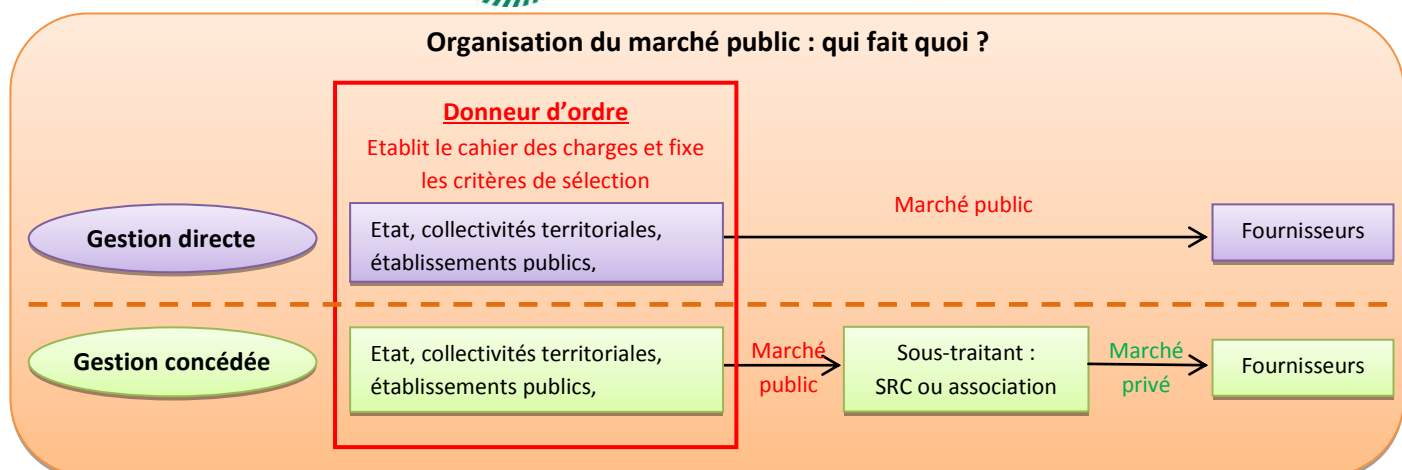 Organisation du marché public : qui fait quoi ?
Donneur d’ordre
Etablit le cahier des charges et fixe
les critères de sélection
Gestion directe
Etat, collectivités territoriales,
établissements publics,
Marché public
Fournisseurs
Gestion concédée
Etat, collectivités territoriales,
établissements publics,
Marché
public
Sous-traitant :
SRC ou association
Marché
privé
Fournisseurs